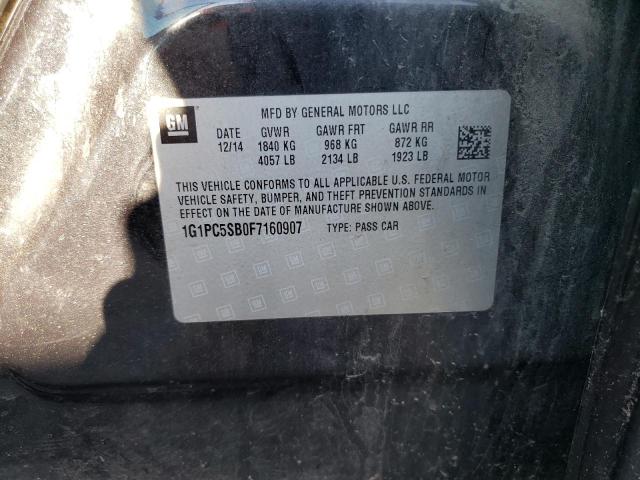 GM
MFD BY GENERAL MOTORS LLC
DATE GVWR GAWR FRT GAWR RR
12/14 1840 KG 968 KG 872 KG
4057 LB 2134 LB 1923 LB
THIS VEHICLE CONFORMS TO ALL APPLICABLE U.S. FEDERAL MOTOR
VEHICLE SAFETY, BUMPER, AND THEFT PREVENTION STANDARDS IN
EFFECT ON THE DATE OF MANUFACTURE SHOWN ABOVE.
1G1PC5SB0F7160907 TYPE: PASS CAR